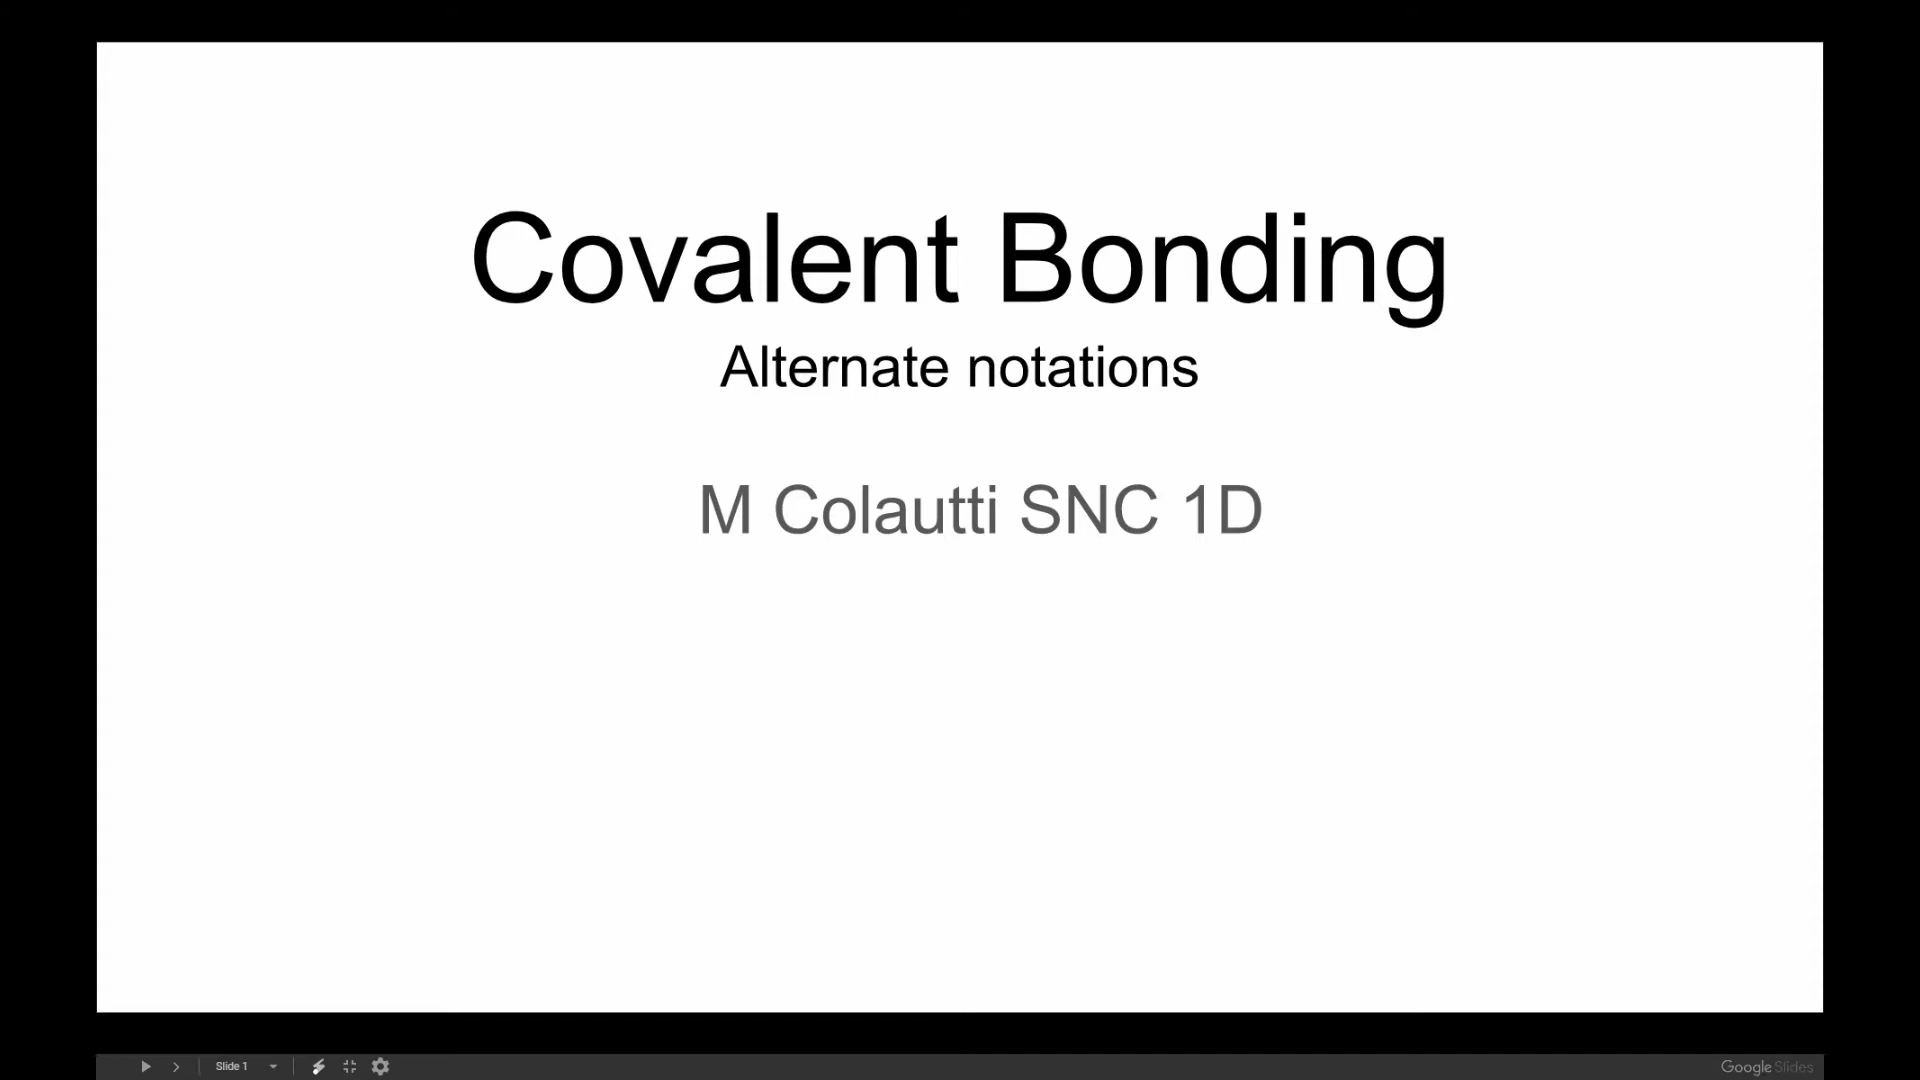 Covalent Bonding
Alternate notations
M Colautti SNC 1D
Slide 1
Google Slides